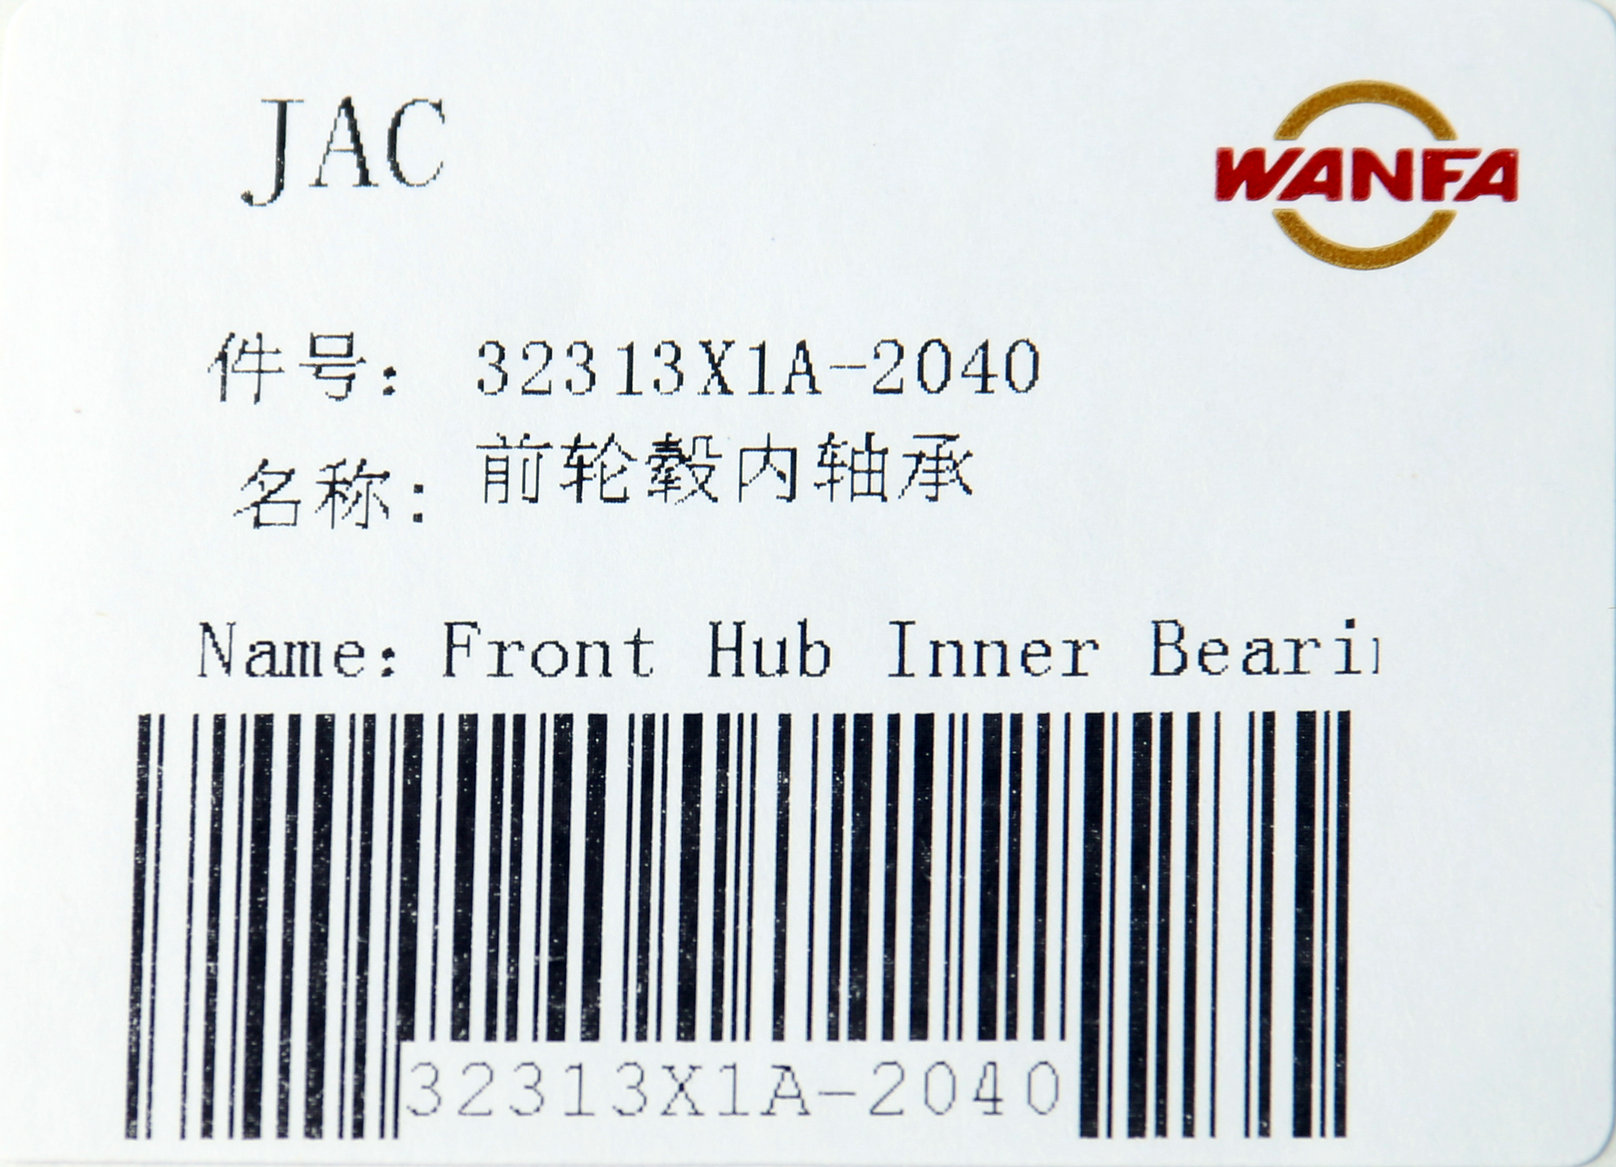 JAC
WANFA
件号: 32313X1A-2040
名称: 前轮毂内轴承
Name: Front Hub Inner Bearin
32313X1A-2040